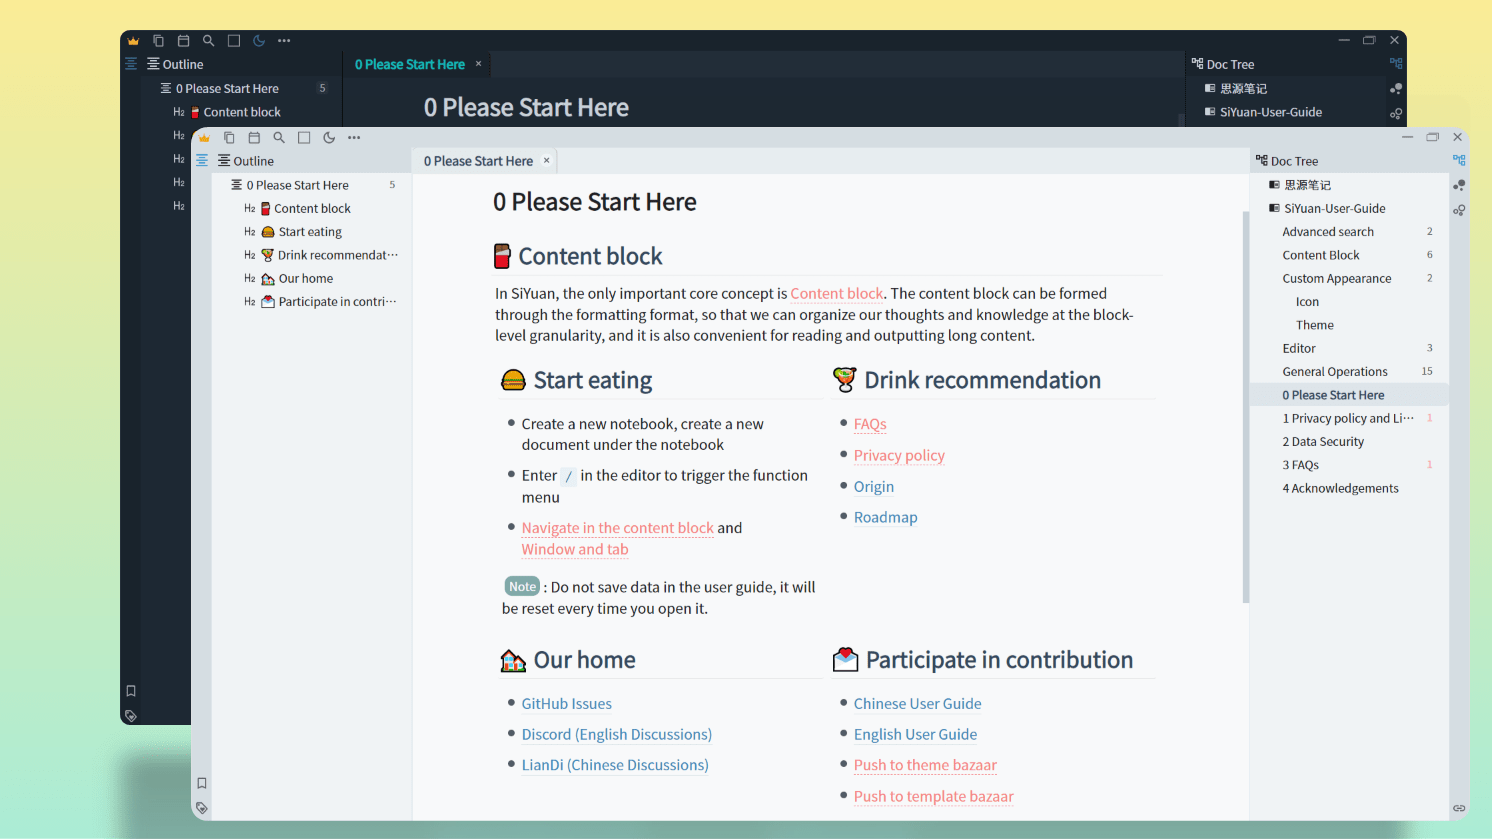 Outline
0 Please Start Here
Doc Tree
0 Please Start Here 5
0 Please Start Here
思源笔记
H2 Content block
SiYuan-User-Guide
H2
H2
H2
H2
Outline
0 Please Start Here 5
H2 Content block
H2 Start eating
H2 Drink recommendat···
H2 Our home
H2 Participate in contri···
0 Please Start Here
0 Please Start Here
Content block
In SiYuan, the only important core concept is Content block. The content block can be formed
through the formatting format, so that we can organize our thoughts and knowledge at the block-
level granularity, and it is also convenient for reading and outputting long content.
Start eating
Create a new notebook, create a new
document under the notebook
Enter / in the editor to trigger the function
menu
Navigate in the content block and
Window and tab
Note : Do not save data in the user guide, it will
be reset every time you open it.
Drink recommendation
FAQs
Privacy policy
Origin
Roadmap
Our home
GitHub Issues
Discord (English Discussions)
LianDi (Chinese Discussions)
Participate in contribution
Chinese User Guide
English User Guide
Push to theme bazaar
Push to template bazaar
Doc Tree
思源笔记
SiYuan-User-Guide
Advanced search 2
Content Block 6
Custom Appearance 2
Icon
Theme
Editor 3
General Operations 15
0 Please Start Here
1 Privacy policy and Li··· 1
2 Data Security
3 FAQs 1
4 Acknowledgements